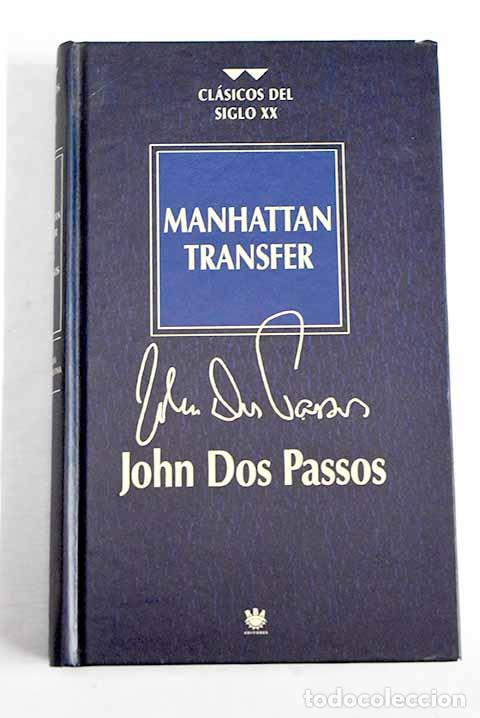 CLÁSICOS DEL
SIGLO XX
MANHATTAN
TRANSFER
John Dos Passos
John Dos Passos
EDITORES
todocoleccion